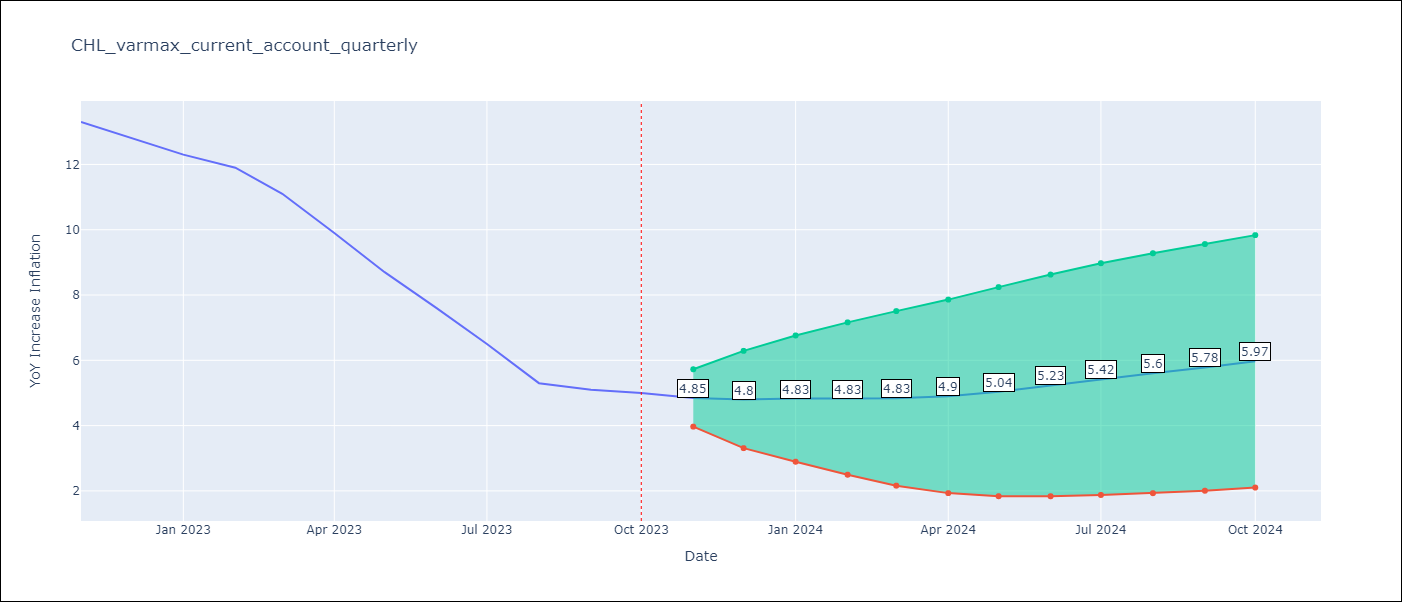 CHL_varmax_current_account_quarterly
YoY Increase Inflation
12
10
8
6
4
2
4.85
4.8
4.83
4.83
4.83
4.9
5.04
5.23
5.42
5.6
5.78
5.97
Jan 2023
Apr 2023
Jul 2023
Oct 2023
Jan 2024
Apr 2024
Jul 2024
Oct 2024
Date